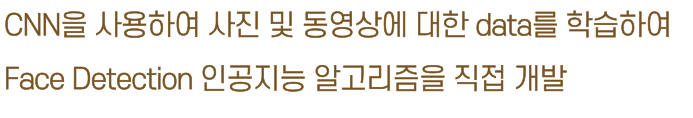 CNN을 사용하여 사진 및 동영상에 대한 data를 학습하여
Face Detection 인공지능 알고리즘을 직접 개발